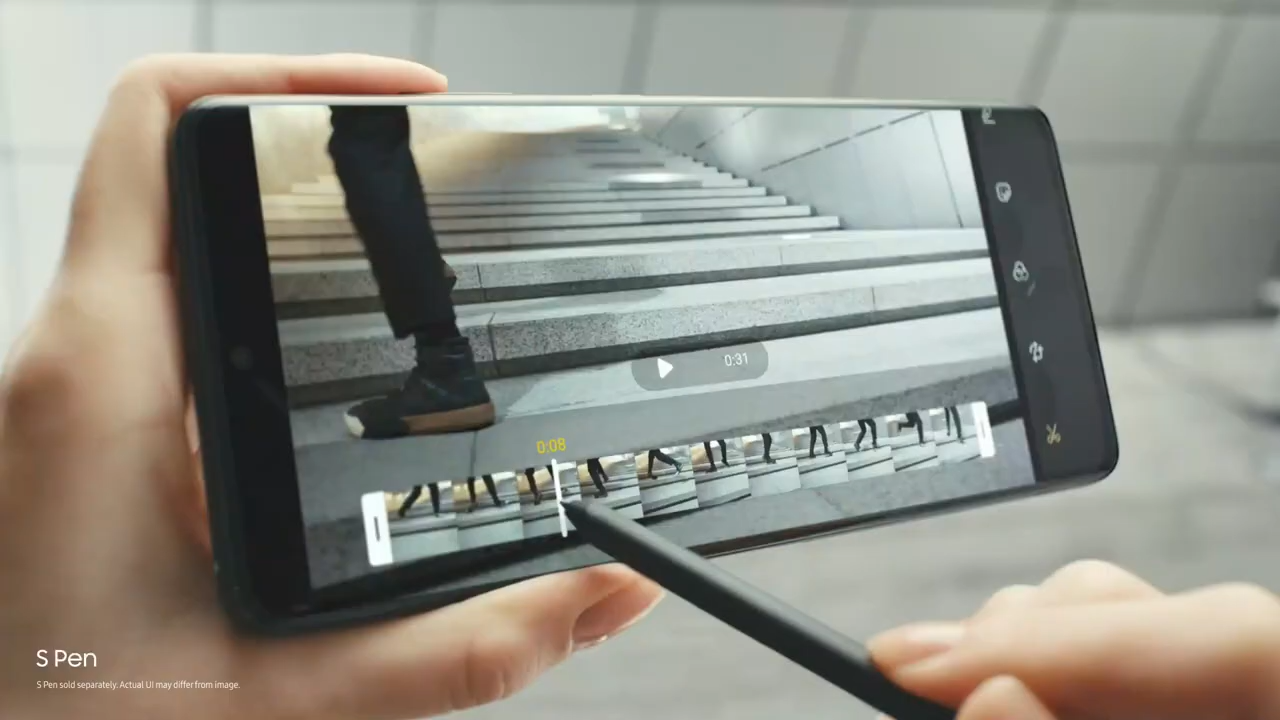 0:31
0:08
S Pen
S Pen sold separately. Actual UI may differ from image.